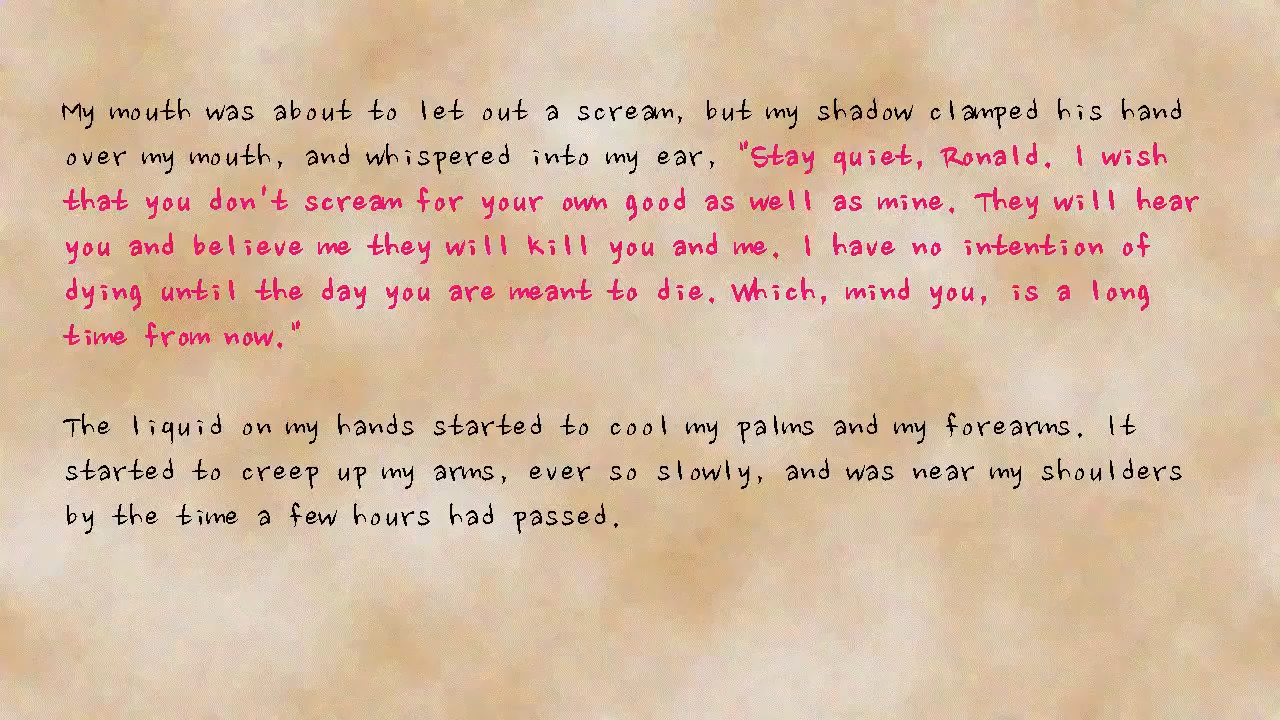 My mouth was about to let out a scream, but my shadow clamped his hand
over my mouth, and whispered into my ear, "Stay quiet, Ronald. I wish
that you don't scream for your own good as well as mine. They will hear
you and believe me they will kill you and me. I have no intention of
dying until the day you are meant to die. Which, mind you, is a long
time from now."
The liquid on my hands started to cool my palms and my forearms. It
started to creep up my arms, ever so slowly, and was near my shoulders
by the time a few hours had passed.